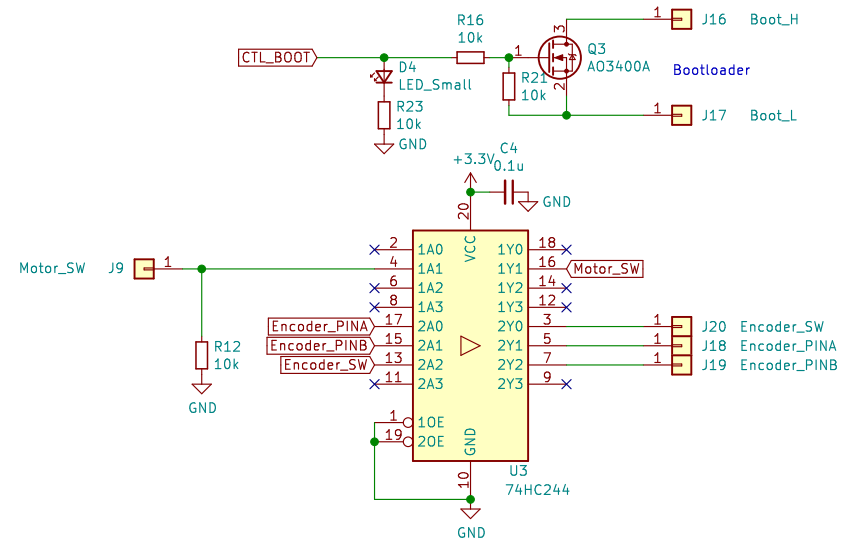 R16
10k
1
3
Q3
AO3400A
2
1
J16
Boot_H
CTL_BOOT
D4
LED_Small
R21
10k
Bootloader
R23
10k
GND
1
J17
Boot_L
+3.3V
C4
0.1u
GND
20
VCC
Motor_SW
J9
1
2
1A0
1Y0
18
4
1A1
1Y1
16
Motor_SW
6
1A2
1Y2
14
8
1A3
1Y3
12
Encoder_PINA
17
2A0
2Y0
3
1
J20
Encoder_SW
Encoder_PINB
15
2A1
2Y1
5
1
J18
Encoder_PINA
Encoder_SW
13
2A2
2Y2
7
1
J19
Encoder_PINB
11
2A3
2Y3
9
R12
10k
GND
1
1OE
19
2OE
GND
10
U3
74HC244
GND